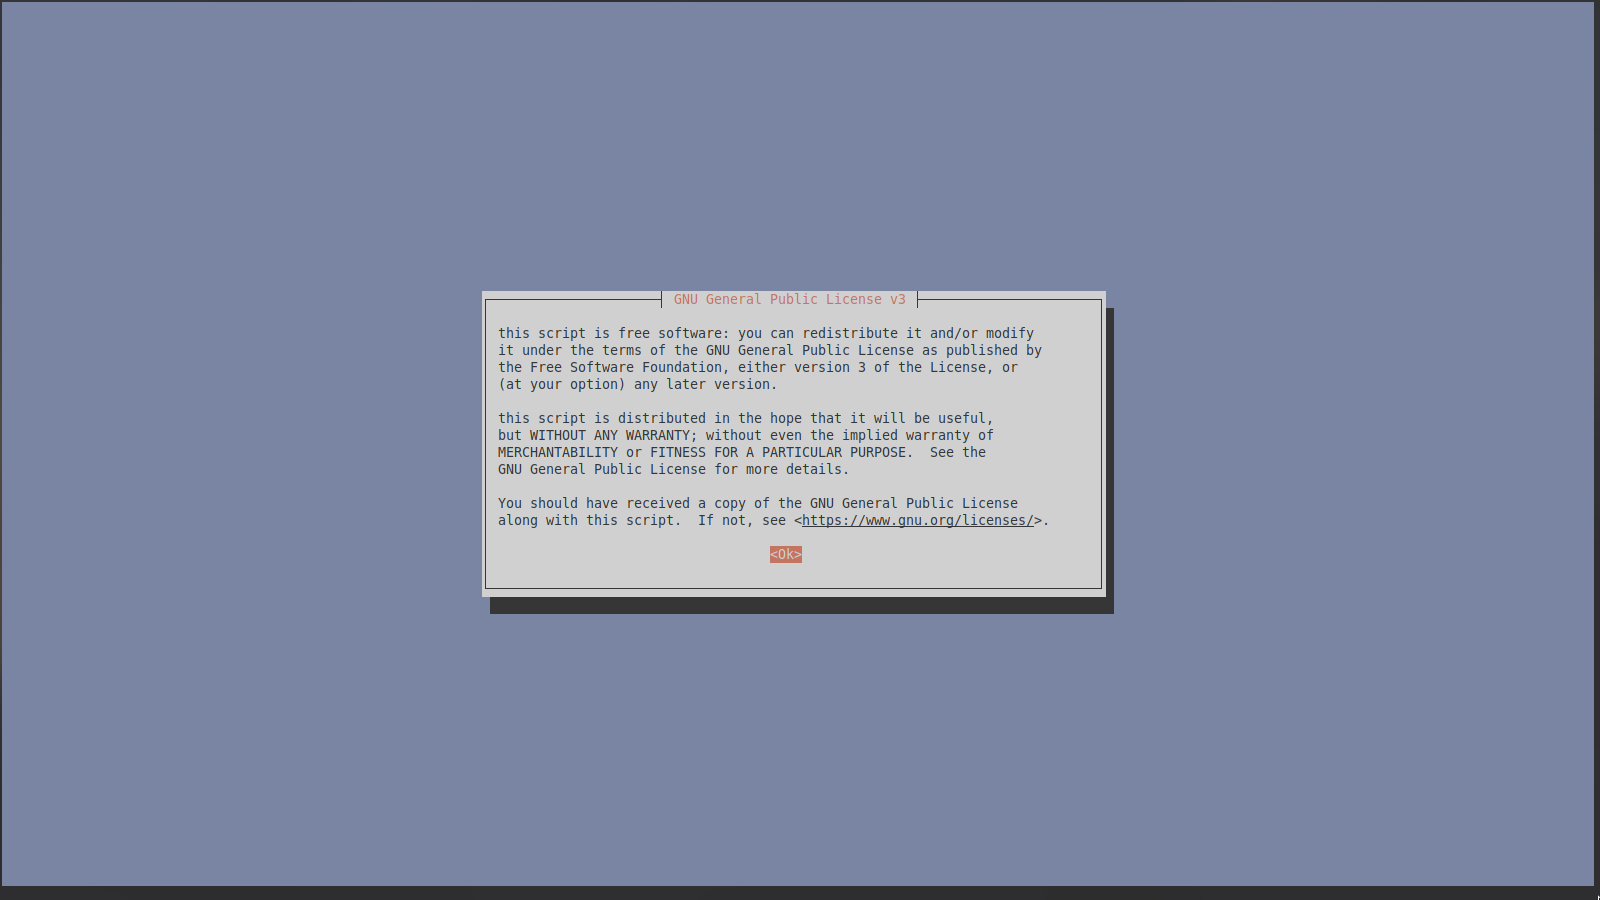 GNU General Public License v3
this script is free software: you can redistribute it and/or modify
it under the terms of the GNU General Public License as published by
the Free Software Foundation, either version 3 of the License, or
(at your option) any later version.
this script is distributed in the hope that it will be useful,
but WITHOUT ANY WARRANTY; without even the implied warranty of
MERCHANTABILITY or FITNESS FOR A PARTICULAR PURPOSE.  See the
GNU General Public License for more details.
You should have received a copy of the GNU General Public License
along with this script.  If not, see <https://www.gnu.org/licenses/>.
<Ok>